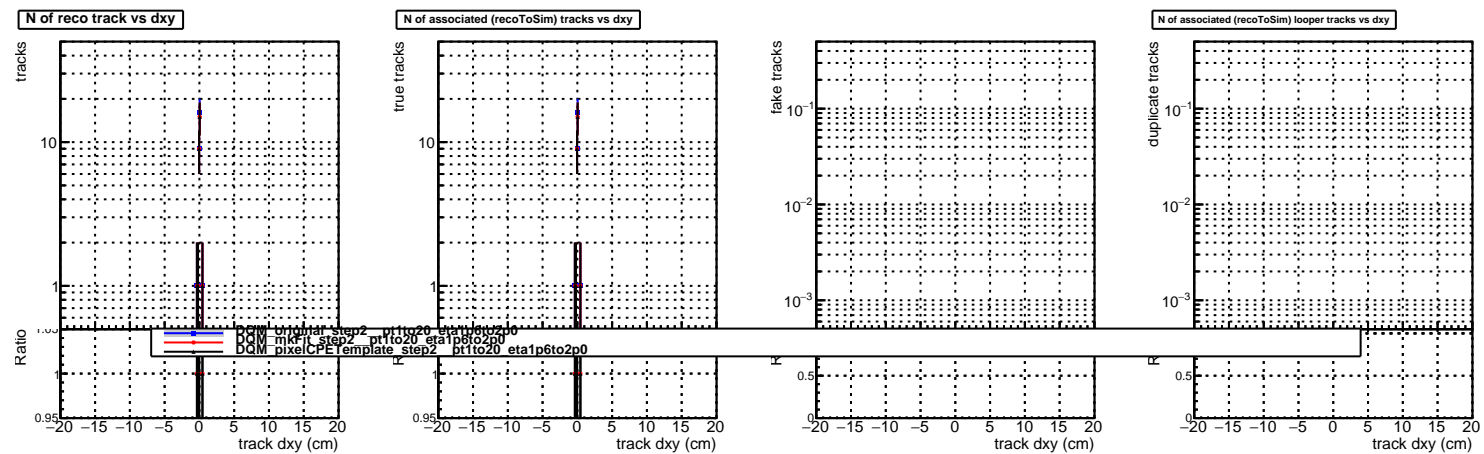 N of reco track vs dxy
tracks
10
1
Ratio
1
0.95
−20 −15 −10 −5 0 5 10 15 20
track dxy (cm)
N of associated (recoToSim) tracks vs dxy
true tracks
10
1
1
0.95
−20 −15 −10 −5 0 5 10 15 20
track dxy (cm)
fake tracks
10−1
10−2
10−3
0.5
0
−20 −15 −10 −5 0 5 10 15 20
track dxy (cm)
N of associated (recoToSim) looper tracks vs dxy
duplicate tracks
10−1
10−2
10−3
0.5
0
−20 −15 −10 −5 0 5 10 15 20
track dxy (cm)
DQM_original_step2__pt1to20_eta1p6to2p0
DQM_mkFit_step2__pt1to20_eta1p6to2p0
DQM_pixelCPETemplate_step2__pt1to20_eta1p6to2p0